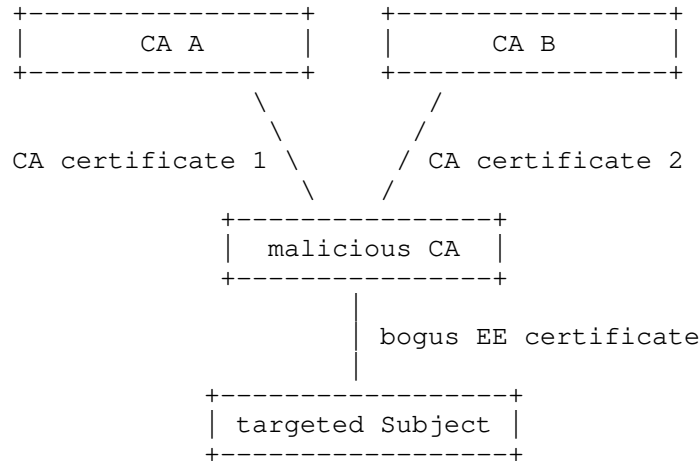 CA A CA B
CA certificate 1 CA certificate 2
malicious CA
bogus EE certificate
targeted Subject